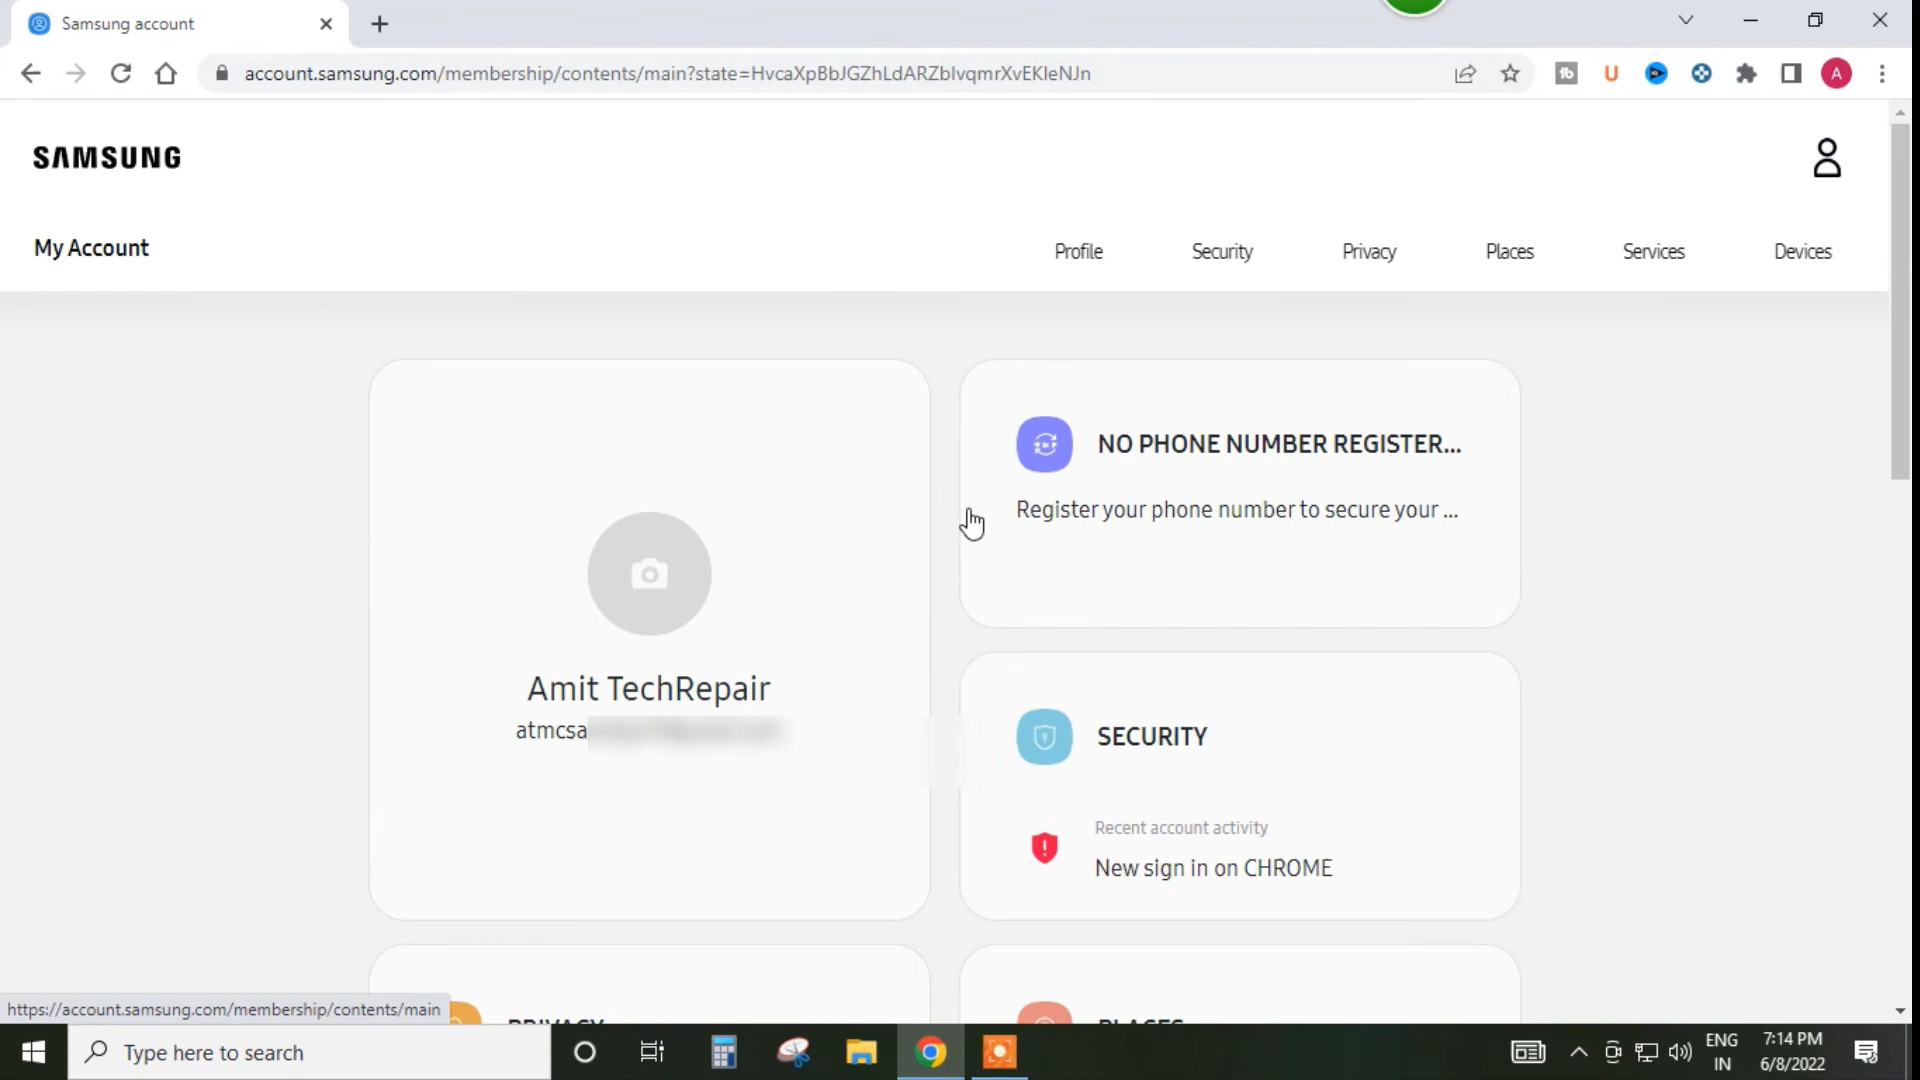 Samsung account
account.samsung.com/membership/contents/main?state=HvcaXpBbJGZhLdARZbIvqmrXvEKIeNJn
A
SAMSUNG
My Account
Profile
Security
Privacy
Places
Services
Devices
NO PHONE NUMBER REGISTER...
Register your phone number to secure your ...
Amit TechRepair
atmcsa
SECURITY
Recent account activity
New sign in on CHROME
PRIVACY
PLACES
https://account.samsung.com/membership/contents/main
Type here to search
ENG
IN
7:14 PM
6/8/2022